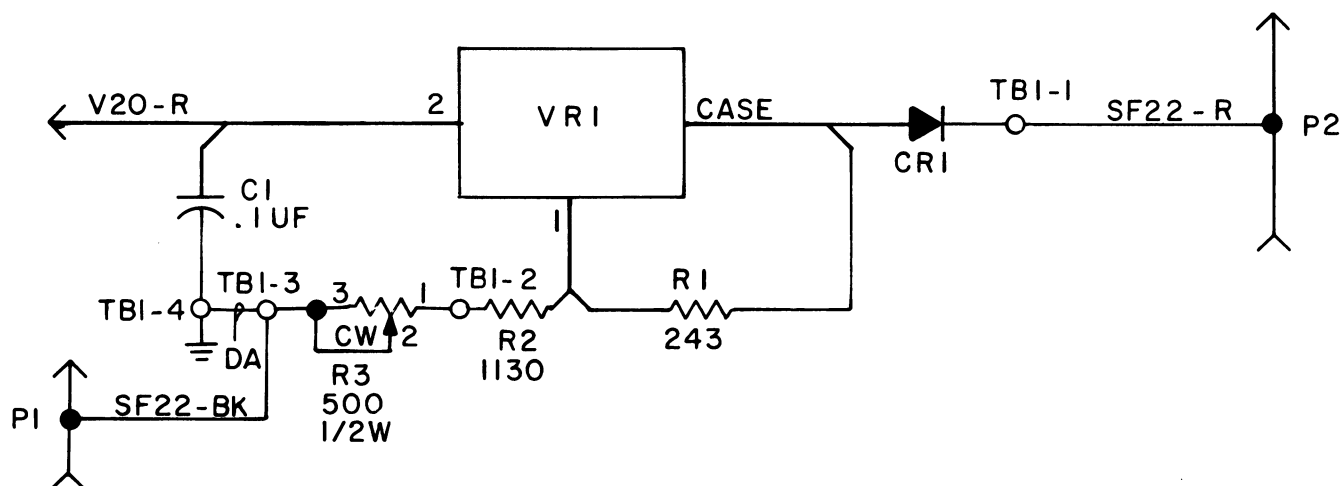 V20-R
2
VR1
CASE
TB1-1
SF22-R
P2
CR1
C1
.1UF
1
TB1-4
TB1-3
3
1
TB1-2
R1
DA
CW
2
R2
1130
243
R3
500
1/2W
P1
SF22-BK